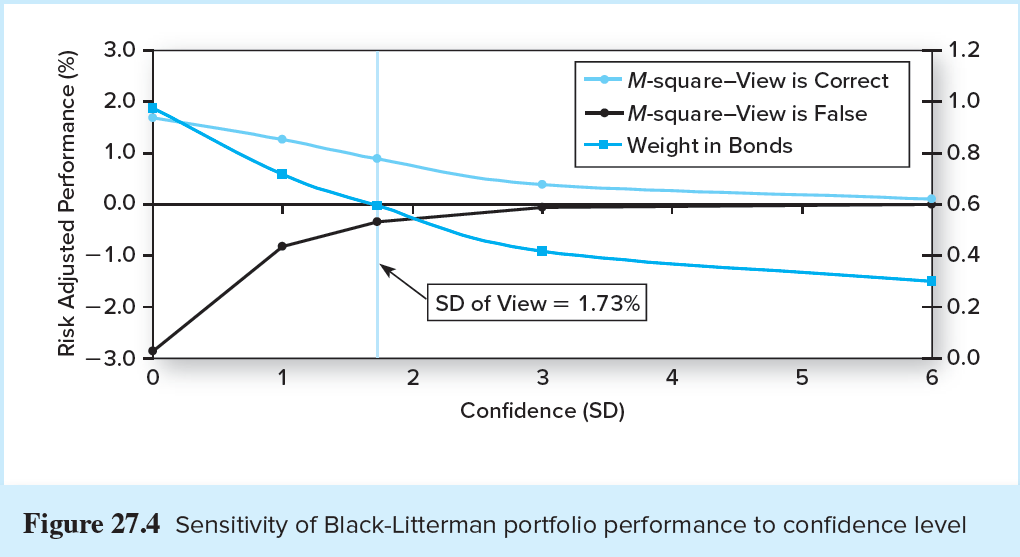 3.0
2.0
1.0
0.0
−1.0
−2.0
−3.0
Risk Adjusted Performance (%)
1.2
1.0
0.8
0.6
0.4
0.2
0.0
M-square–View is Correct
M-square–View is False
Weight in Bonds
SD of View = 1.73%
0 1 2 3 4 5 6
Confidence (SD)
Figure 27.4 Sensitivity of Black-Litterman portfolio performance to confidence level